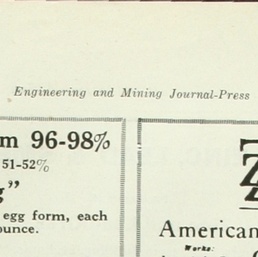 Engineering and Mining Journal-Press
m 96-98%
51-52%
g”
egg form, each
ounce.
Z
American
Works: